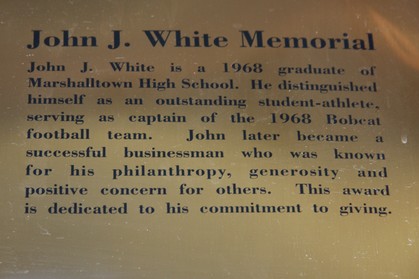 John J. White Memorial
John J. White is a 1968 graduate of
Marshalltown High School. He distinguished
himself as an outstanding student-athlete,
serving as captain of the 1968 Bobcat
football team. John later became a
successful businessman who was known
for his philanthropy, generosity and
positive concern for others. This award
is dedicated to his commitment to giving.